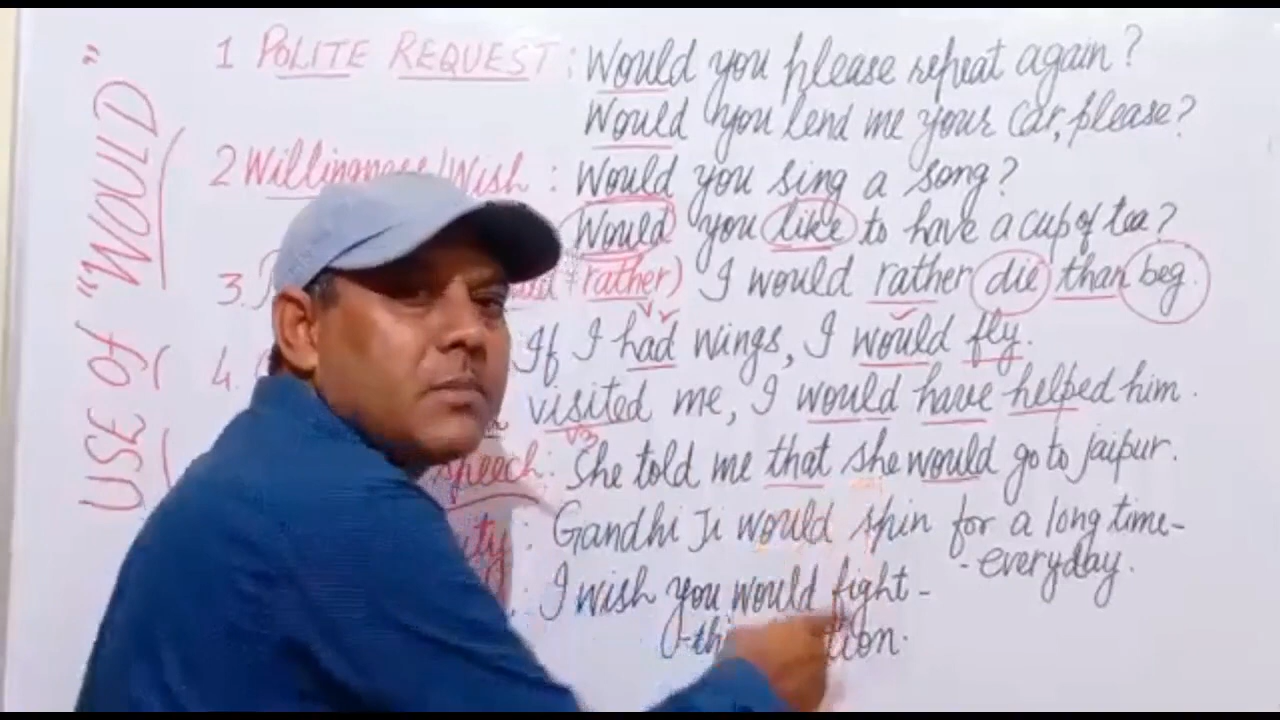 USE of "WOULD"
1 POLITE REQUEST : Would you please repeat again?
Would you lend me your car, please?
2 Willingness/Wish : Would you sing a song?
Would you like to have a cup of tea?
3. + rather) I would rather die than beg.
4. If I had wings, I would fly.
visited me, I would have helped him.
V3
speech : She told me that she would go to jaipur.
: Gandhi Ji would spin for a long time-
-everyday.
I wish you would fight-